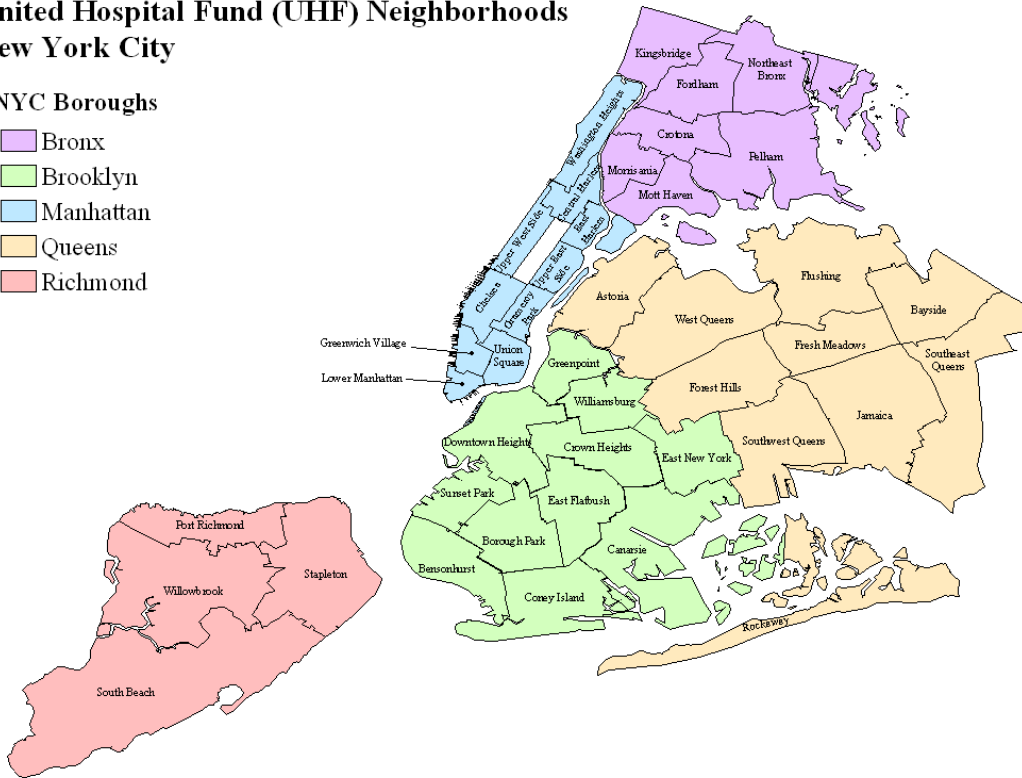 nited Hospital Fund (UHF) Neighborhoods
ew York City
NYC Boroughs
Bronx
Brooklyn
Manhattan
Queens
Richmond
Kingsbridge
Northeast
Bronx
Fordham
Washington Heights
Crotona
Pelham
Morrisania
Mott Haven
Central Harlem
East
Harlem
Upper West Side
Upper East
Side
Chelsea
Gramercy
Park
Greenwich Village
Union
Square
Lower Manhattan
Astoria
Flushing
West Queens
Bayside
Fresh Meadows
Southeast
Queens
Forest Hills
Jamaica
Southwest Queens
Greenpoint
Williamsburg
Downtown Heights
Crown Heights
East New York
Sunset Park
East Flatbush
Borough Park
Canarsie
Bensonhurst
Coney Island
Rockaway
Port Richmond
Stapleton
Willowbrook
South Beach